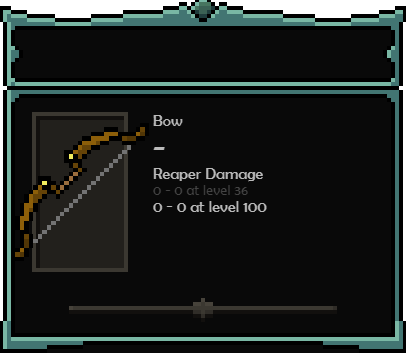 Bow
–
Reaper Damage
0 - 0 at level 36
0 - 0 at level 100